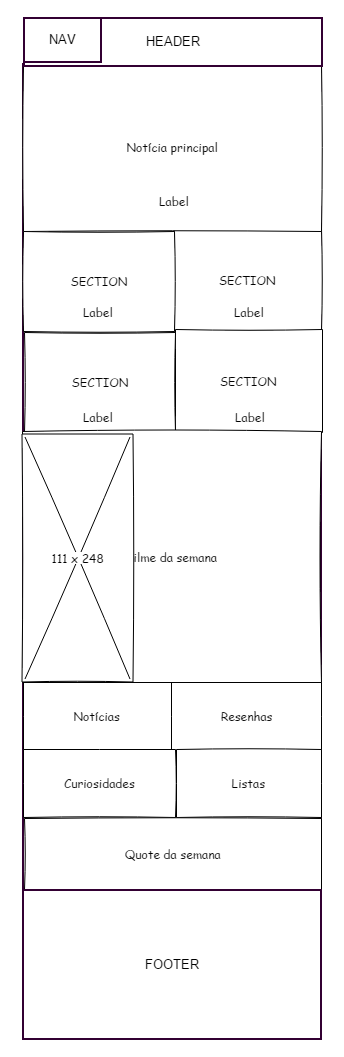 NAV
HEADER
Notícia principal
Label
SECTION
SECTION
Label
Label
SECTION
SECTION
Label
Label
111 x 248
ilme da semana
Notícias
Resenhas
Curiosidades
Listas
Quote da semana
FOOTER